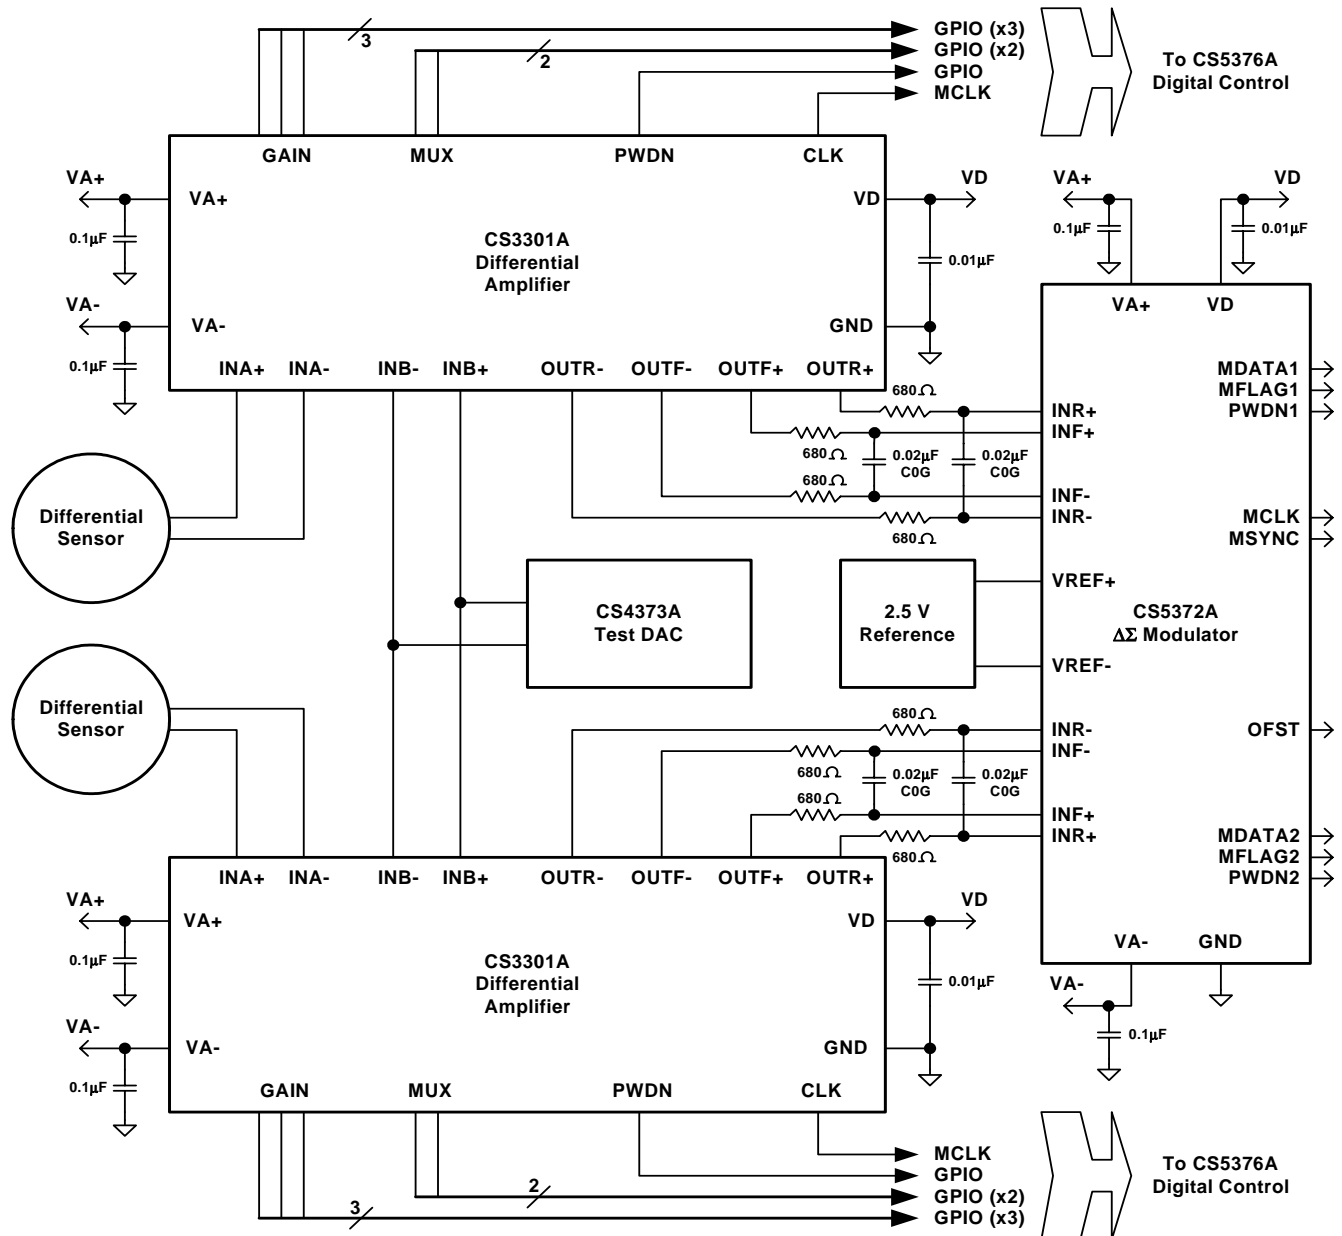 GPIO (x3)
3
GPIO (x2)
2
GPIO
MCLK
To CS5376A
Digital Control
GAIN
MUX
PWDN
CLK
VA+
VA+
0.1µF
VD
VD
0.01µF
CS3301A
Differential
Amplifier
VA-
VA-
0.1µF
GND
INA+
INA-
INB-
INB+
OUTR-
OUTF-
OUTF+
OUTR+
VA+
0.1µF
VD
0.01µF
VA+
VD
680Ω
680Ω
0.02µF
C0G
0.02µF
C0G
680Ω
680Ω
INR+
INF+
INF-
INR-
MDATA1
MFLAG1
PWDN1
MCLK
MSYNC
Differential
Sensor
CS4373A
Test DAC
2.5 V
Reference
VREF+
VREF-
CS5372A
ΔΣ Modulator
Differential
Sensor
680Ω
680Ω
0.02µF
C0G
0.02µF
C0G
680Ω
680Ω
INR-
INF-
INF+
INR+
OFST
MDATA2
MFLAG2
PWDN2
VA-
GND
VA-
0.1µF
INA+
INA-
INB-
INB+
OUTR-
OUTF-
OUTF+
OUTR+
VA+
VA+
0.1µF
VD
VD
0.01µF
CS3301A
Differential
Amplifier
VA-
VA-
0.1µF
GND
GAIN
MUX
PWDN
CLK
MCLK
GPIO
2
GPIO (x2)
3
GPIO (x3)
To CS5376A
Digital Control